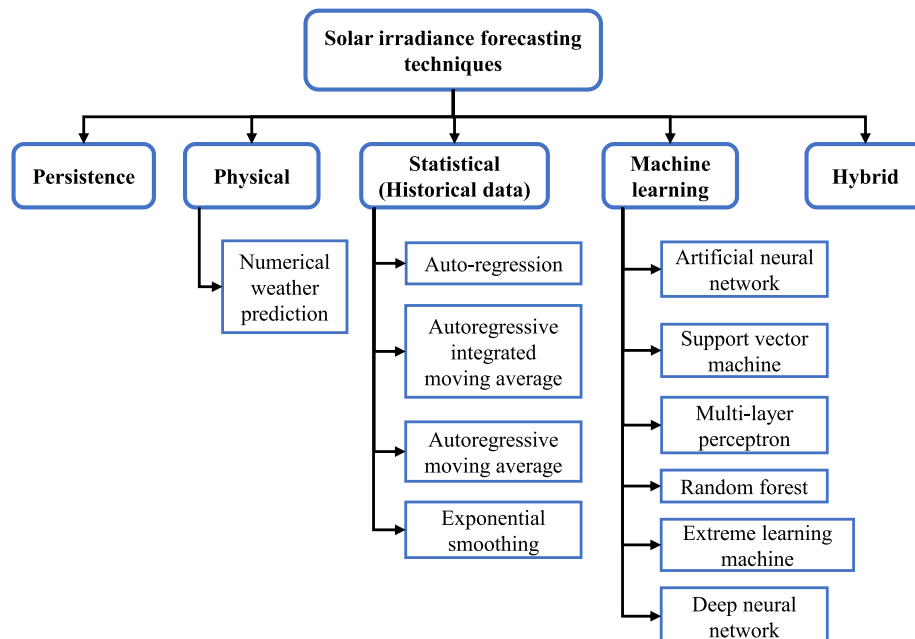 Solar irradiance forecasting
techniques
Persistence
Physical
Statistical
(Historical data)
Machine
learning
Hybrid
Numerical
weather
prediction
Auto-regression
Autoregressive
integrated
moving average
Autoregressive
moving average
Exponential
smoothing
Artificial neural
network
Support vector
machine
Multi-layer
perceptron
Random forest
Extreme learning
machine
Deep neural
network